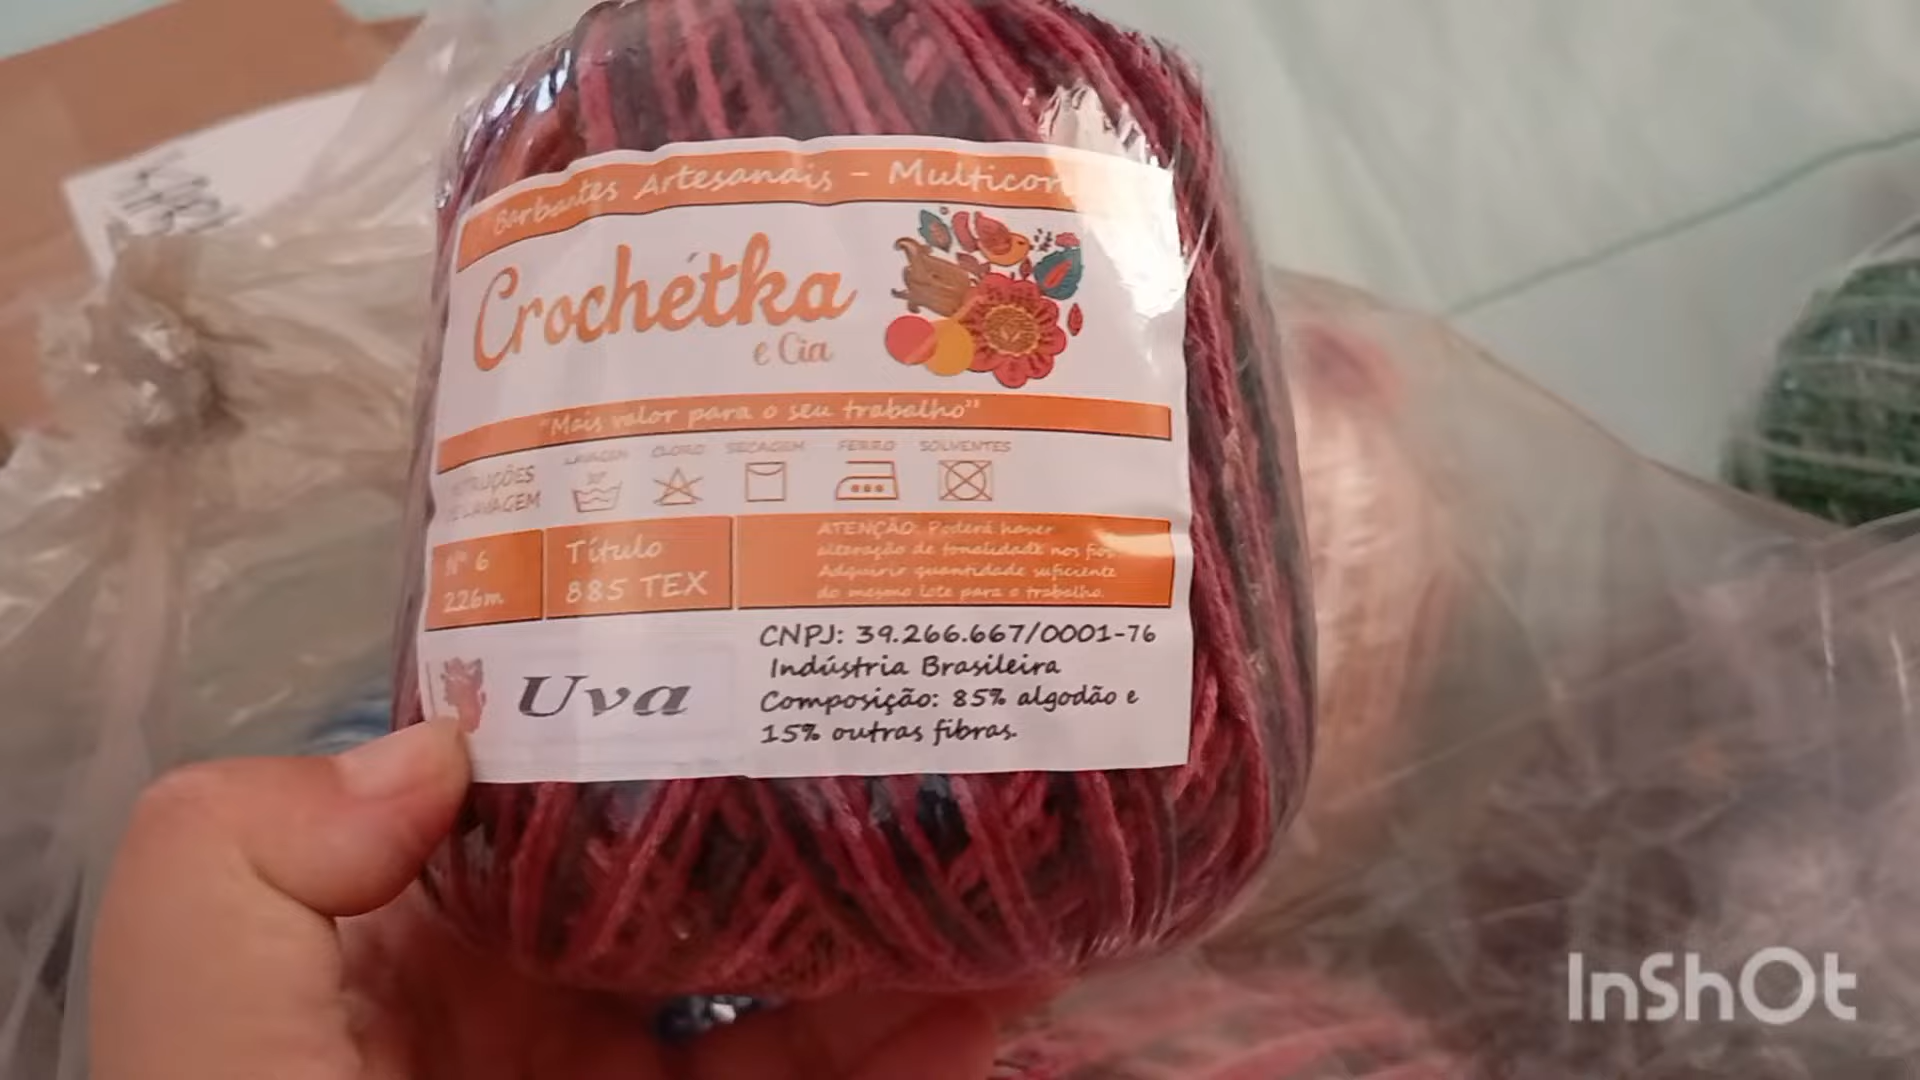 Barbantes Artesanais - Multicor
Crochétka
e Cia
"Mais valor para o seu trabalho"
LAVAGEM CLORO SECAGEM FERRO SOLVENTES
30°
LAVAGEM
Nº 6
226m
Título
885 TEX
ATENÇÃO: Poderá haver
alteração de tonalidade nos fios
Adquirir quantidade suficiente
do mesmo lote para o trabalho.
Uva
CNPJ: 39.266.667/0001-76
Indústria Brasileira
Composição: 85% algodão e
15% outras fibras.
InShOt